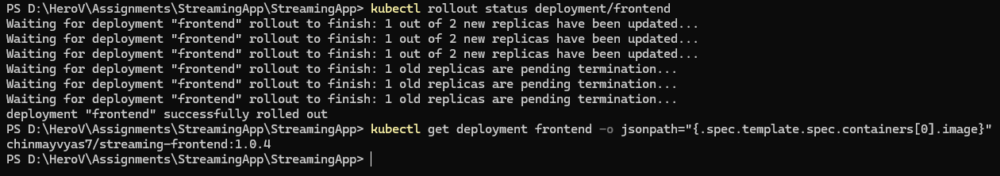 PS D:\HeroV\Assignments\StreamingApp\StreamingApp> kubectl rollout status deployment/frontend
Waiting for deployment "frontend" rollout to finish: 1 out of 2 new replicas have been updated...
Waiting for deployment "frontend" rollout to finish: 1 out of 2 new replicas have been updated...
Waiting for deployment "frontend" rollout to finish: 1 out of 2 new replicas have been updated...
Waiting for deployment "frontend" rollout to finish: 1 old replicas are pending termination...
Waiting for deployment "frontend" rollout to finish: 1 old replicas are pending termination...
Waiting for deployment "frontend" rollout to finish: 1 old replicas are pending termination...
deployment "frontend" successfully rolled out
PS D:\HeroV\Assignments\StreamingApp\StreamingApp> kubectl get deployment frontend -o jsonpath="{.spec.template.spec.containers[0].image}"
chinmayvyas7/streaming-frontend:1.0.4
PS D:\HeroV\Assignments\StreamingApp\StreamingApp>